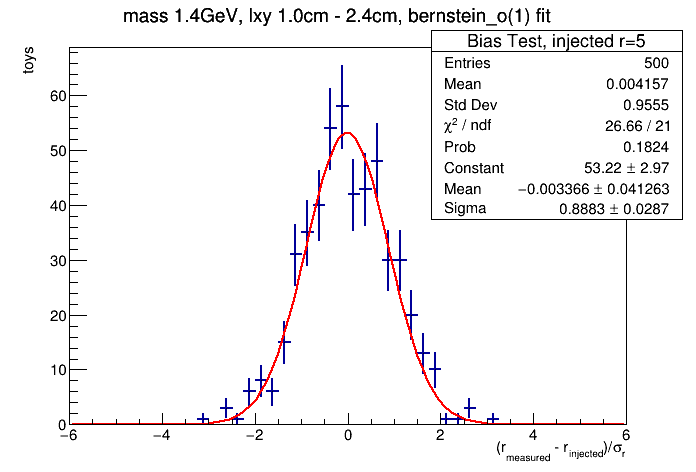 mass 1.4GeV, lxy 1.0cm - 2.4cm, bernstein_o(1) fit
Bias Test, injected r=5
Entries 500
Mean 0.004157
Std Dev 0.9555
χ² / ndf 26.66 / 21
Prob 0.1824
Constant 53.22 ± 2.97
Mean −0.003366 ± 0.041263
Sigma 0.8883 ± 0.0287
toys
60
50
40
30
20
10
0
−6 −4 −2 0 2 4 6
(r_measured - r_injected)/σ_r